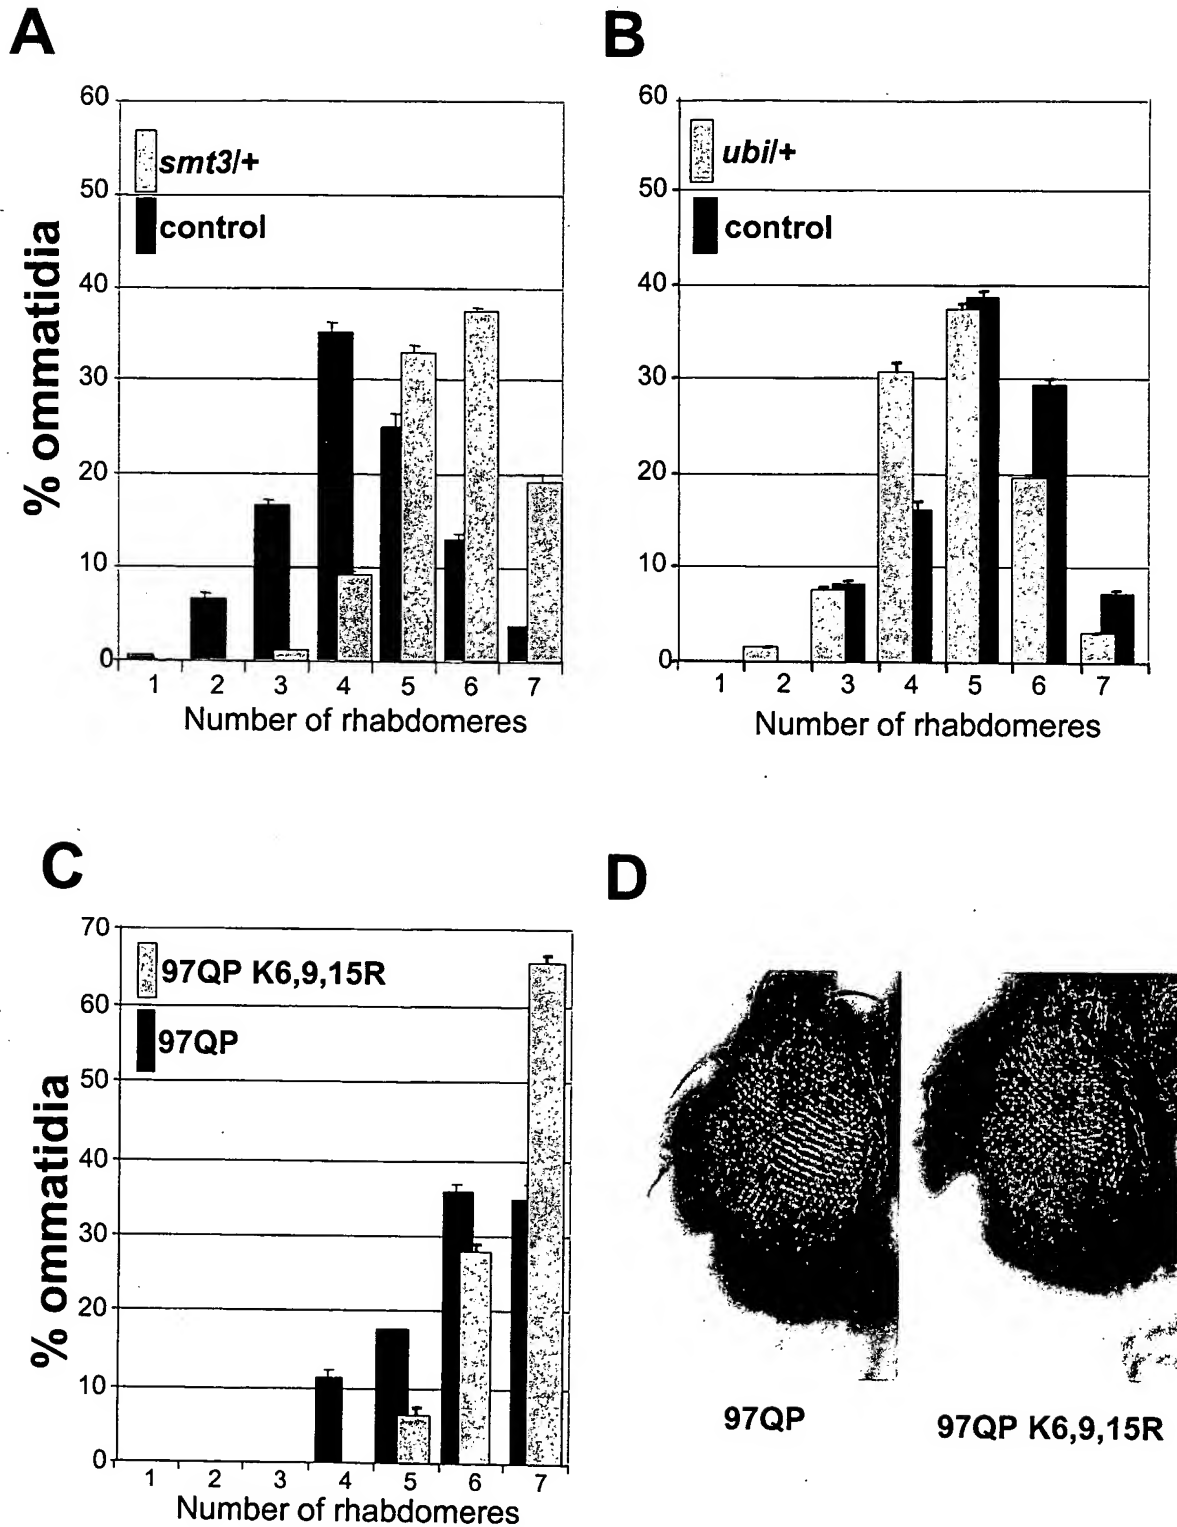 A
% ommatidia
60
50
40
30
20
10
0
smt3/+
control
1 2 3 4 5 6 7
Number of rhabdomeres
B
60
50
40
30
20
10
0
ubi/+
control
1 2 3 4 5 6 7
Number of rhabdomeres
C
% ommatidia
70
60
50
40
30
20
10
0
97QP K6,9,15R
97QP
1 2 3 4 5 6 7
Number of rhabdomeres
D
97QP
97QP K6,9,15R